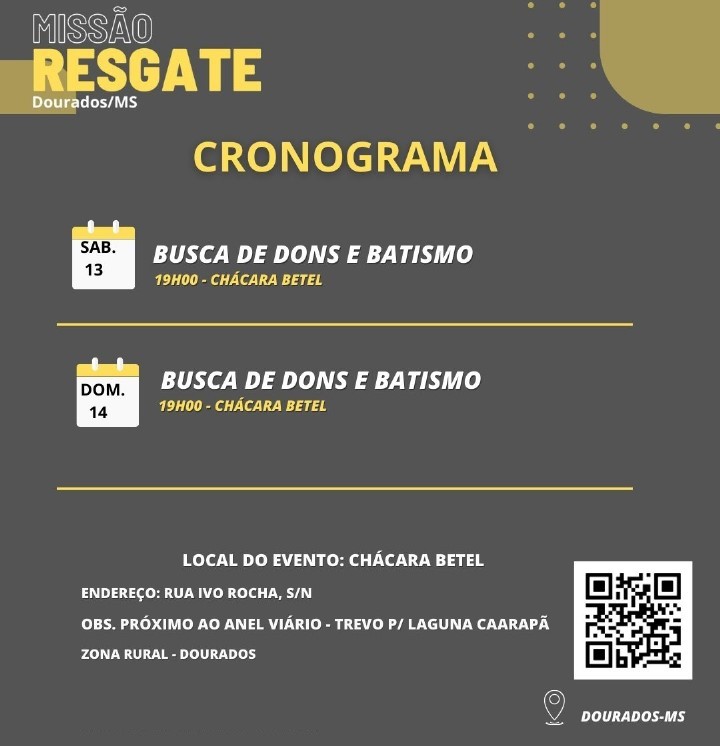 MISSÃO
RESGATE
Dourados/MS
CRONOGRAMA
SAB.
13
BUSCA DE DONS E BATISMO
19H00 - CHÁCARA BETEL
DOM.
14
BUSCA DE DONS E BATISMO
19H00 - CHÁCARA BETEL
LOCAL DO EVENTO: CHÁCARA BETEL
ENDEREÇO: RUA IVO ROCHA, S/N
OBS. PRÓXIMO AO ANEL VIÁRIO - TREVO P/ LAGUNA CAARAPÃ
ZONA RURAL - DOURADOS
DOURADOS-MS